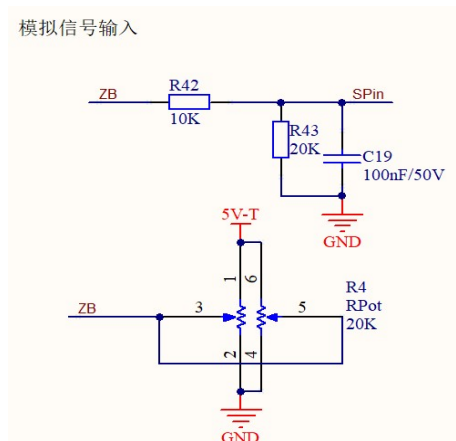 模拟信号输入
R42
ZB
SPin
10K
R43
20K
C19
100nF/50V
5V-T
GND
1
6
R4
RPot
20K
ZB
3
5
2
4
GND